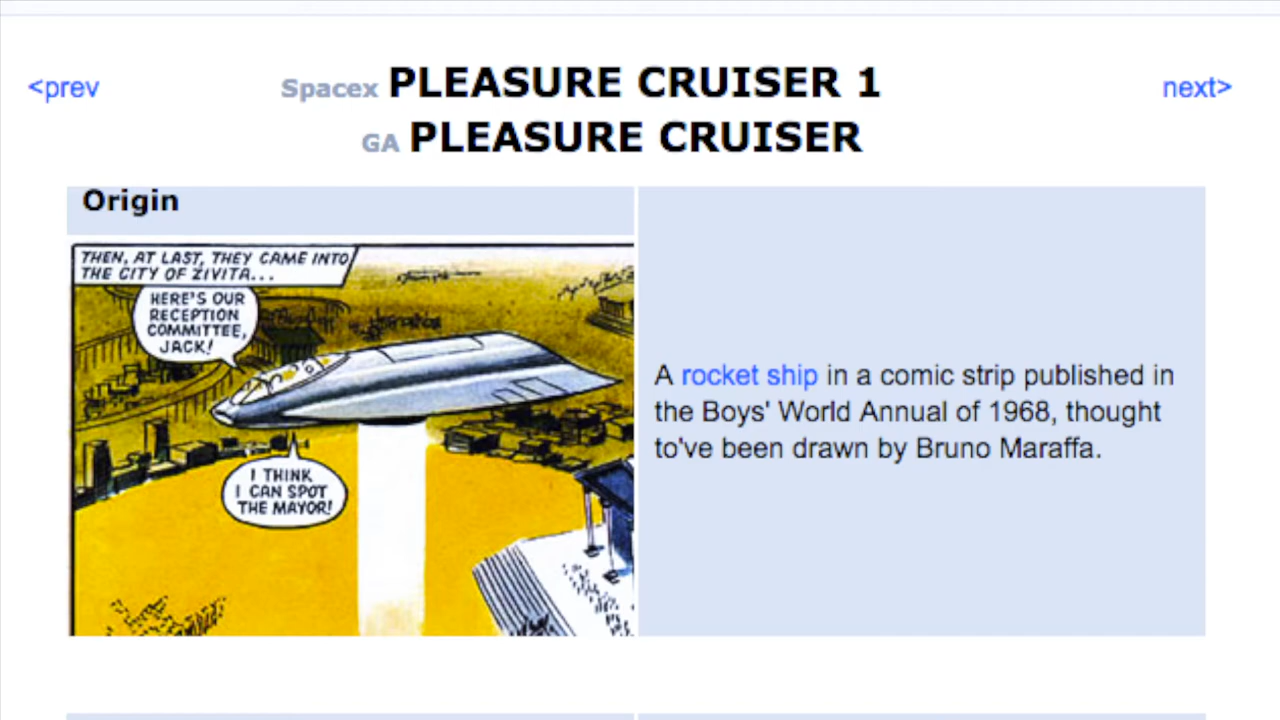 <prev
Spacex PLEASURE CRUISER 1
next>
GA PLEASURE CRUISER
Origin
THEN, AT LAST, THEY CAME INTO
THE CITY OF ZIVITA...
HERE'S OUR
RECEPTION
COMMITTEE,
JACK!
I THINK
I CAN SPOT
THE MAYOR!
A rocket ship in a comic strip published in
the Boys' World Annual of 1968, thought
to've been drawn by Bruno Maraffa.